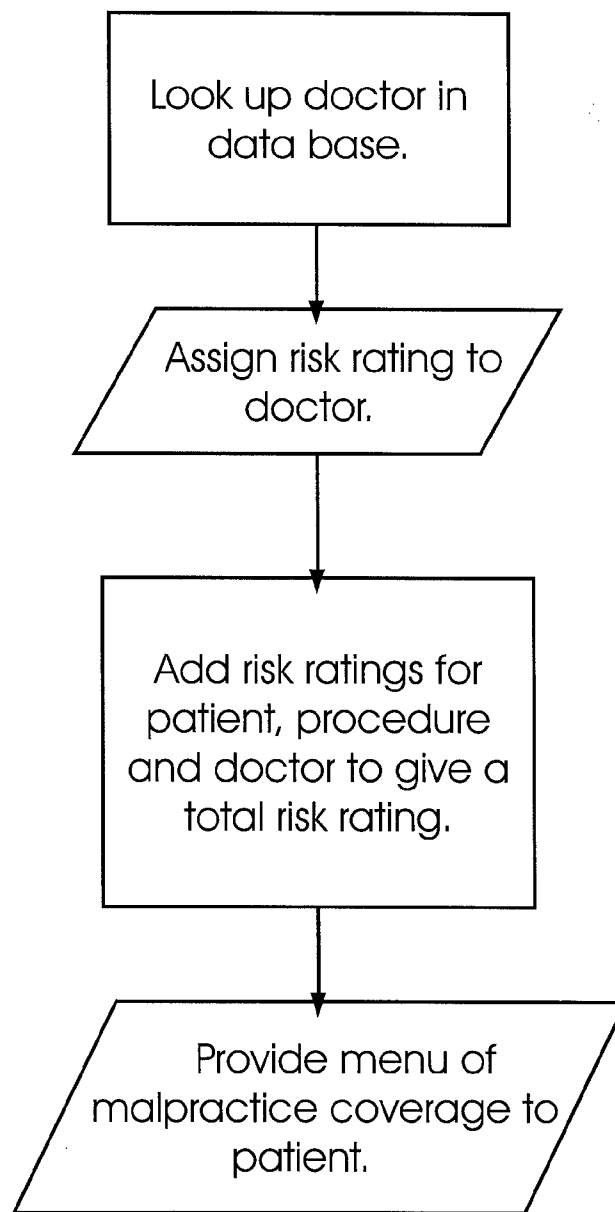 Look up doctor in
data base.
Assign risk rating to
doctor.
Add risk ratings for
patient, procedure
and doctor to give a
total risk rating.
Provide menu of
malpractice coverage to
patient.